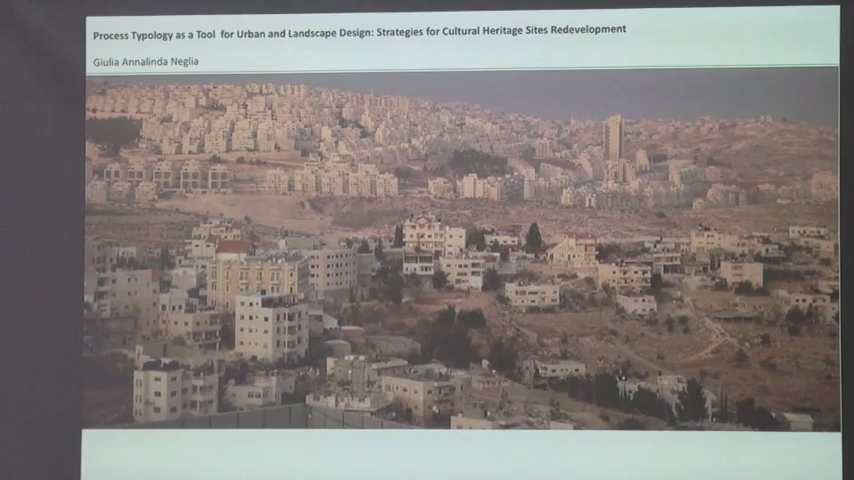 Process Typology as a Tool for Urban and Landscape Design: Strategies for Cultural Heritage Sites Redevelopment
Giulia Annalinda Neglia